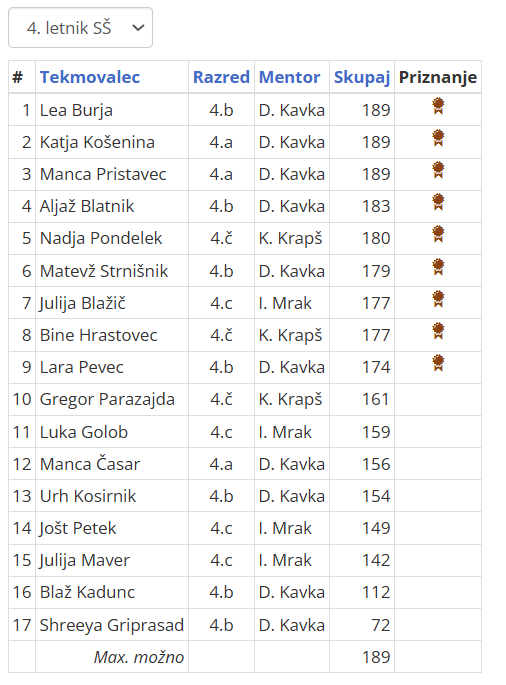 4. letnik SŠ
# Tekmovalec Razred Mentor Skupaj Priznanje
1 Lea Burja 4.b D. Kavka 189
2 Katja Košenina 4.a D. Kavka 189
3 Manca Pristavec 4.a D. Kavka 189
4 Aljaž Blatnik 4.b D. Kavka 183
5 Nadja Pondelek 4.č K. Krapš 180
6 Matevž Strnišnik 4.b D. Kavka 179
7 Julija Blažič 4.c I. Mrak 177
8 Bine Hrastovec 4.č K. Krapš 177
9 Lara Pevec 4.b D. Kavka 174
10 Gregor Parazajda 4.č K. Krapš 161
11 Luka Golob 4.c I. Mrak 159
12 Manca Časar 4.a D. Kavka 156
13 Urh Kosirnik 4.b D. Kavka 154
14 Jošt Petek 4.c I. Mrak 149
15 Julija Maver 4.c I. Mrak 142
16 Blaž Kadunc 4.b D. Kavka 112
17 Shreeya Griprasad 4.b D. Kavka 72
Max. možno 189